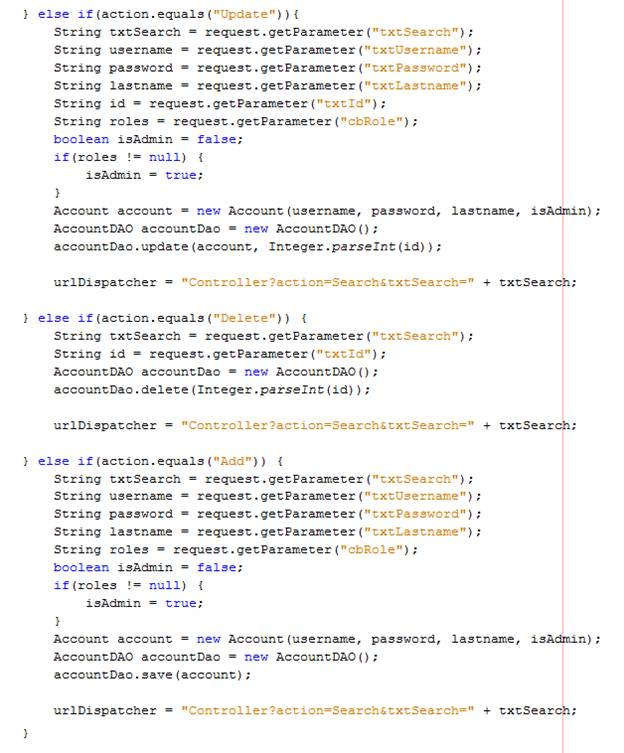 } else if(action.equals("Update")){
String txtSearch = request.getParameter("txtSearch");
String username = request.getParameter("txtUsername");
String password = request.getParameter("txtPassword");
String lastname = request.getParameter("txtLastname");
String id = request.getParameter("txtId");
String roles = request.getParameter("cbRole");
boolean isAdmin = false;
if(roles != null) {
isAdmin = true;
}
Account account = new Account(username, password, lastname, isAdmin);
AccountDAO accountDao = new AccountDAO();
accountDao.update(account, Integer.parseInt(id));
urlDispatcher = "Controller?action=Search&txtSearch=" + txtSearch;
} else if(action.equals("Delete")) {
String txtSearch = request.getParameter("txtSearch");
String id = request.getParameter("txtId");
AccountDAO accountDao = new AccountDAO();
accountDao.delete(Integer.parseInt(id));
urlDispatcher = "Controller?action=Search&txtSearch=" + txtSearch;
} else if(action.equals("Add")) {
String txtSearch = request.getParameter("txtSearch");
String username = request.getParameter("txtUsername");
String password = request.getParameter("txtPassword");
String lastname = request.getParameter("txtLastname");
String roles = request.getParameter("cbRole");
boolean isAdmin = false;
if(roles != null) {
isAdmin = true;
}
Account account = new Account(username, password, lastname, isAdmin);
AccountDAO accountDao = new AccountDAO();
accountDao.save(account);
urlDispatcher = "Controller?action=Search&txtSearch=" + txtSearch;
}